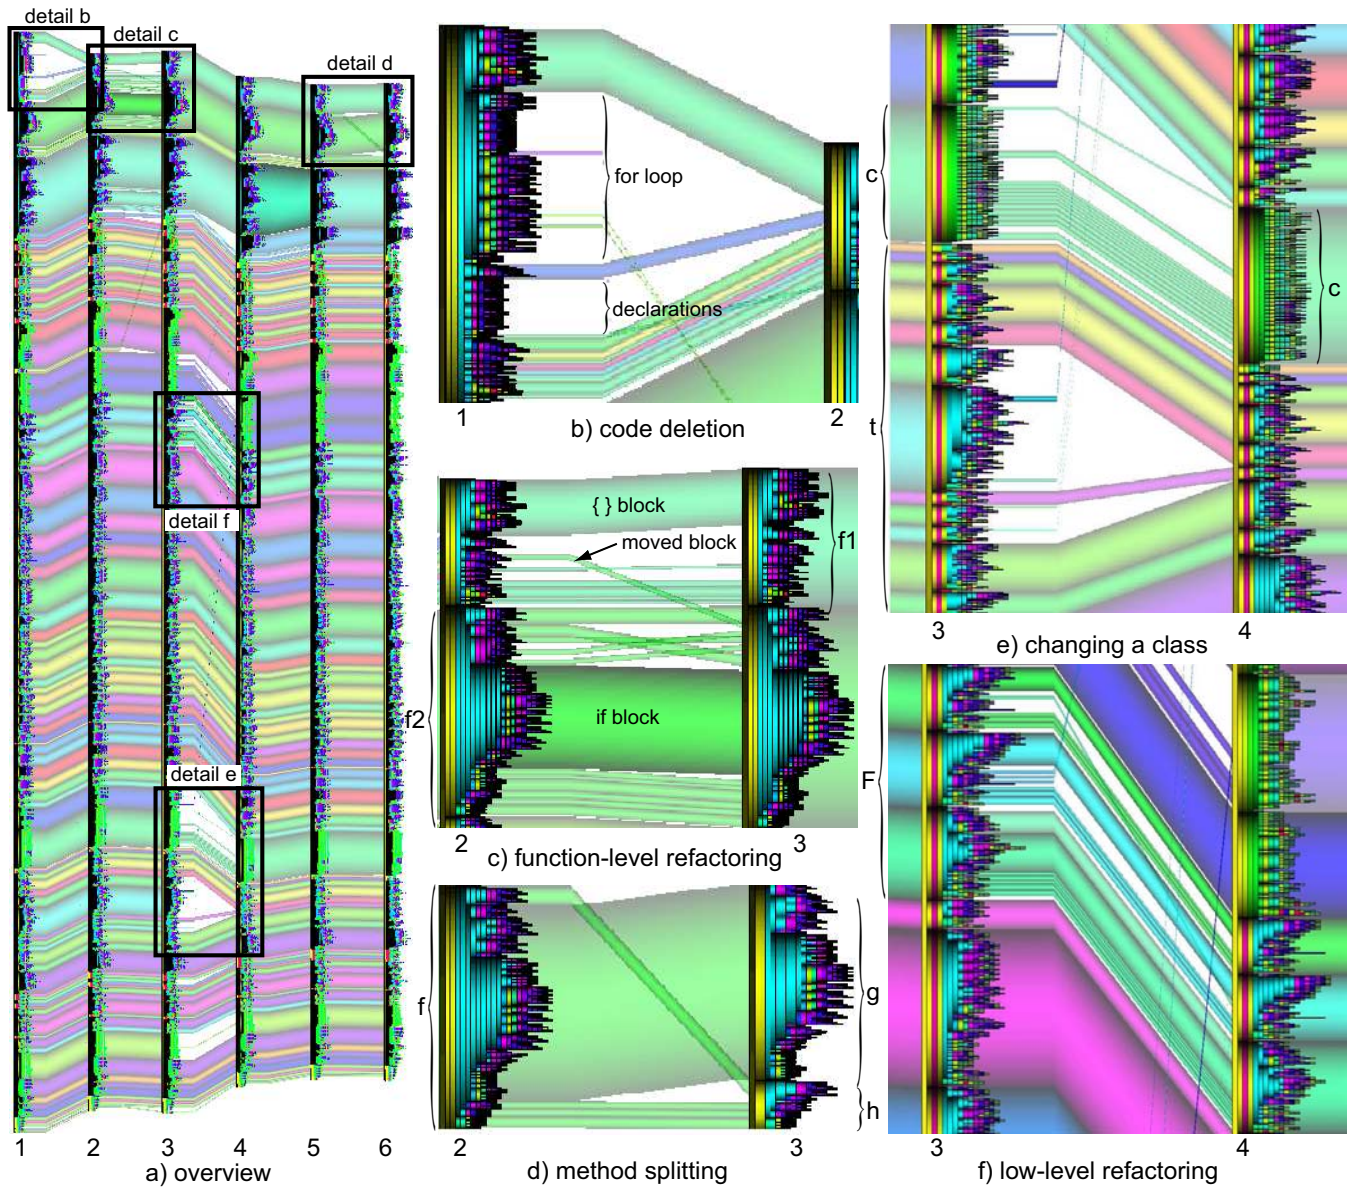 detail b
detail c
detail d
detail f
detail e
1 2 3 4 5 6
a) overview
for loop
declarations
1 2
b) code deletion
{ } block
moved block
f1
f2
if block
2 3
c) function-level refactoring
f
g
h
2 3
d) method splitting
c
t
c
3 4
e) changing a class
F
3 4
f) low-level refactoring